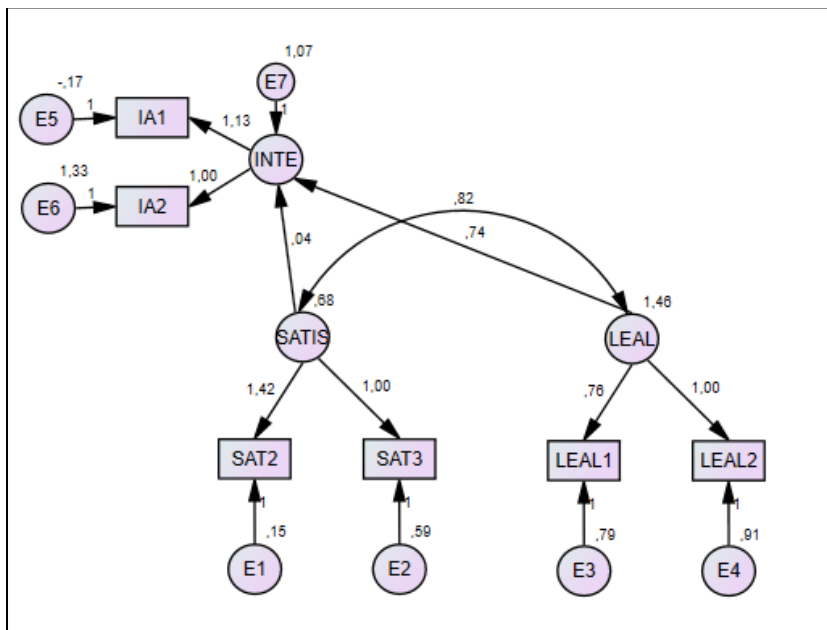 1,07
-,17
E7
1
1
E5
IA1
1,13
INTE
1,33
1,00
1
E6
IA2
,82
,74
,04
,68
1,46
SATIS
LEAL
1,42
1,00
,76
1,00
SAT2
SAT3
LEAL1
LEAL2
1
1
1
1
,15
,59
,79
,91
E1
E2
E3
E4